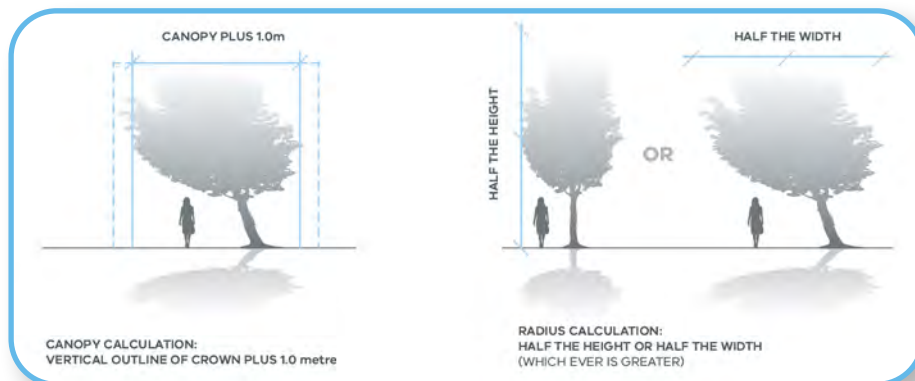 CANOPY PLUS 1.0m
CANOPY CALCULATION:
VERTICAL OUTLINE OF CROWN PLUS 1.0 metre
HALF THE HEIGHT
OR
HALF THE WIDTH
RADIUS CALCULATION:
HALF THE HEIGHT OR HALF THE WIDTH
(WHICH EVER IS GREATER)